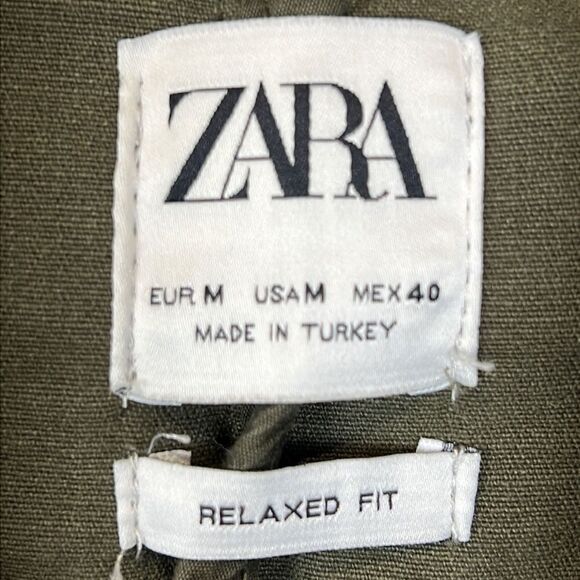 ZARA
EUR.M USA M MEX 40
MADE IN TURKEY
RELAXED FIT